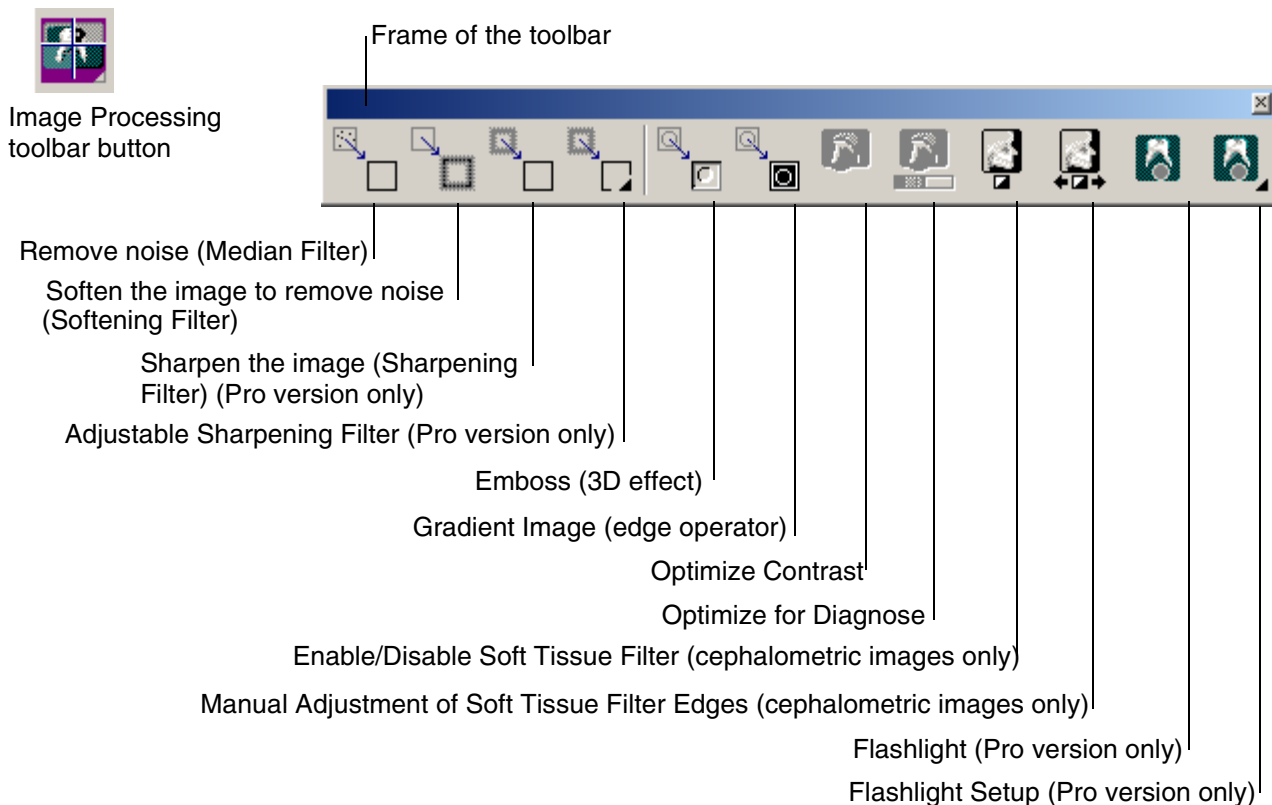 Frame of the toolbar
Image Processing
toolbar button
Remove noise (Median Filter)
Soften the image to remove noise
(Softening Filter)
Sharpen the image (Sharpening
Filter) (Pro version only)
Adjustable Sharpening Filter (Pro version only)
Emboss (3D effect)
Gradient Image (edge operator)
Optimize Contrast
Optimize for Diagnose
Enable/Disable Soft Tissue Filter (cephalometric images only)
Manual Adjustment of Soft Tissue Filter Edges (cephalometric images only)
Flashlight (Pro version only)
Flashlight Setup (Pro version only)